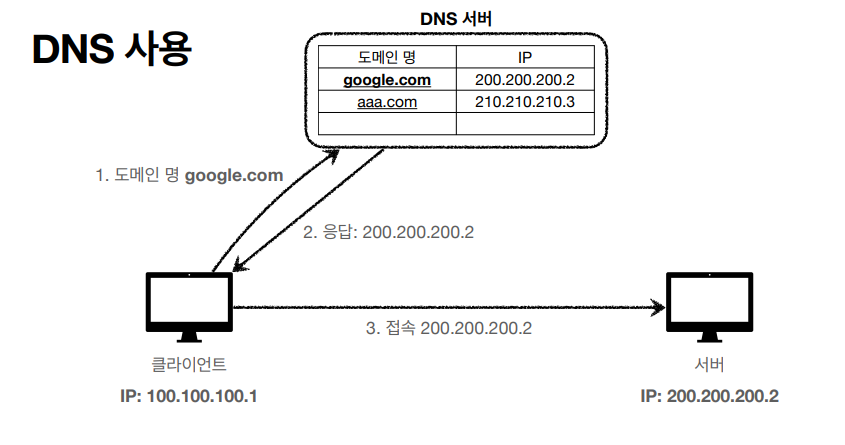 DNS 사용
DNS 서버
도메인 명 IP
google.com 200.200.200.2
aaa.com 210.210.210.3
1. 도메인 명 google.com
2. 응답: 200.200.200.2
3. 접속 200.200.200.2
클라이언트
IP: 100.100.100.1
서버
IP: 200.200.200.2